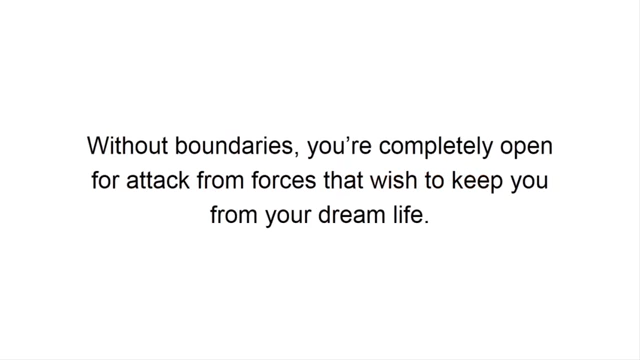 Without boundaries, you’re completely open
for attack from forces that wish to keep you
from your dream life.